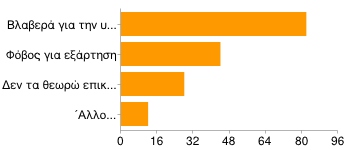 Βλαβερά για την υ...
Φόβος για εξάρτηση
Δεν τα θεωρώ επικ...
Άλλο...
0 16 32 48 64 80 96